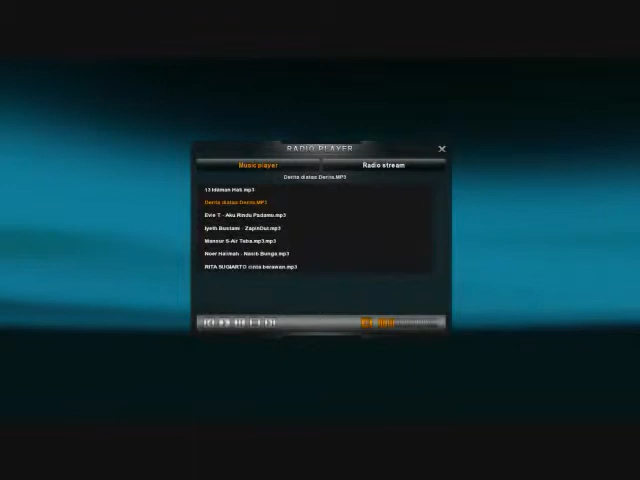 RADIO PLAYER
Music player
Radio stream
Derita diatas Derita.MP3
13 Idaman Hati.mp3
Derita diatas Derita.MP3
Evie T - Aku Rindu Padamu.mp3
Iyeth Bustami - ZapinDut.mp3
Mansur S-Air Tuba.mp3.mp3
Noer Halimah - Nasib Bunga.mp3
RITA SUGIARTO cinta berawan.mp3